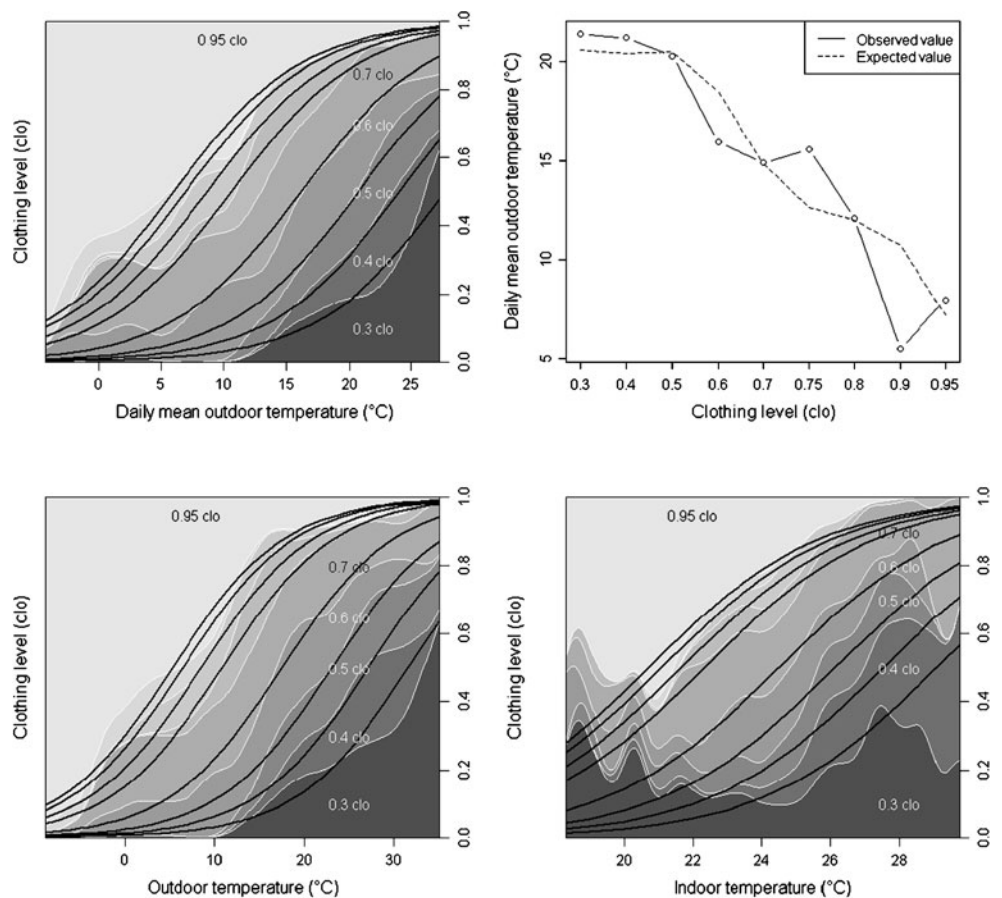 0.95 clo
0.7 clo
0.6 clo
0.5 clo
0.4 clo
0.3 clo
Clothing level (clo)
0.0 0.2 0.4 0.6 0.8 1.0
0 5 10 15 20 25
Daily mean outdoor temperature (°C)
Observed value
Expected value
Daily mean outdoor temperature (°C)
20
15
10
5
0.3 0.4 0.5 0.6 0.7 0.75 0.8 0.9 0.95
Clothing level (clo)
0.95 clo
0.7 clo
0.6 clo
0.5 clo
0.4 clo
0.3 clo
Clothing level (clo)
0.0 0.2 0.4 0.6 0.8 1.0
0 10 20 30
Outdoor temperature (°C)
0.95 clo
0.7 clo
0.6 clo
0.5 clo
0.4 clo
0.3 clo
Clothing level (clo)
0.0 0.2 0.4 0.6 0.8 1.0
20 22 24 26 28
Indoor temperature (°C)